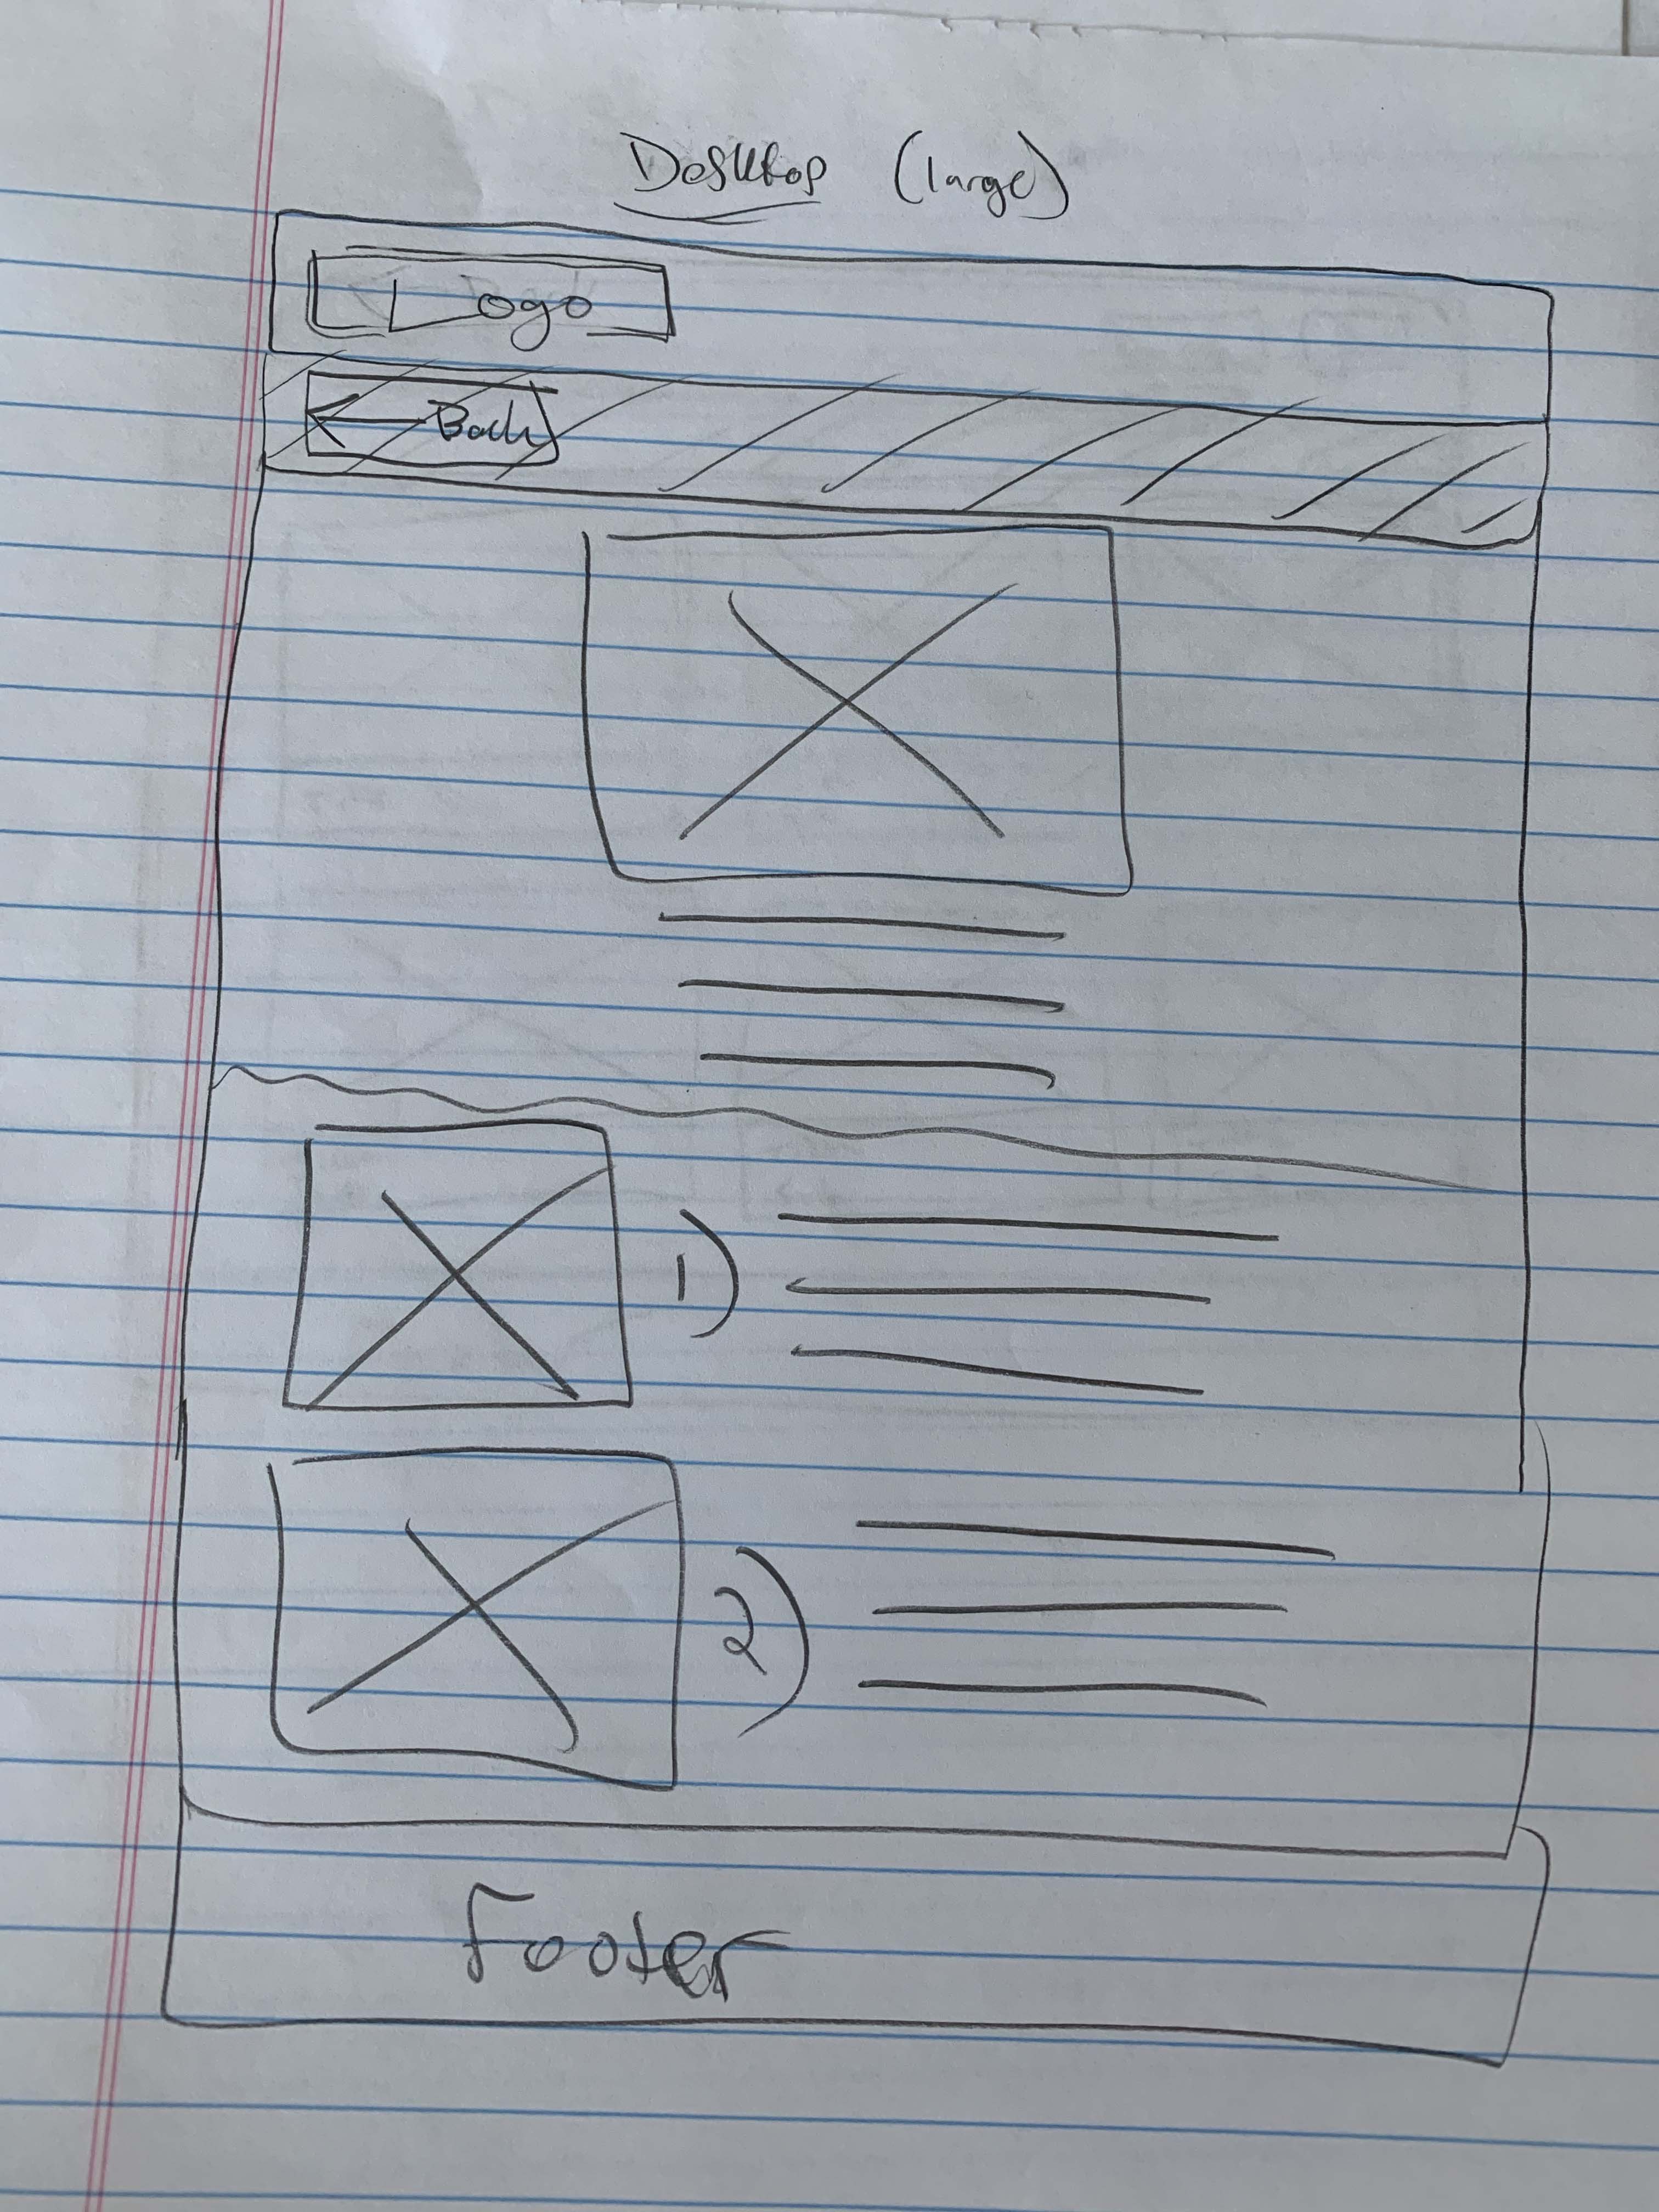 Desktop (large)
Logo
← Back
1)
2)
Footer